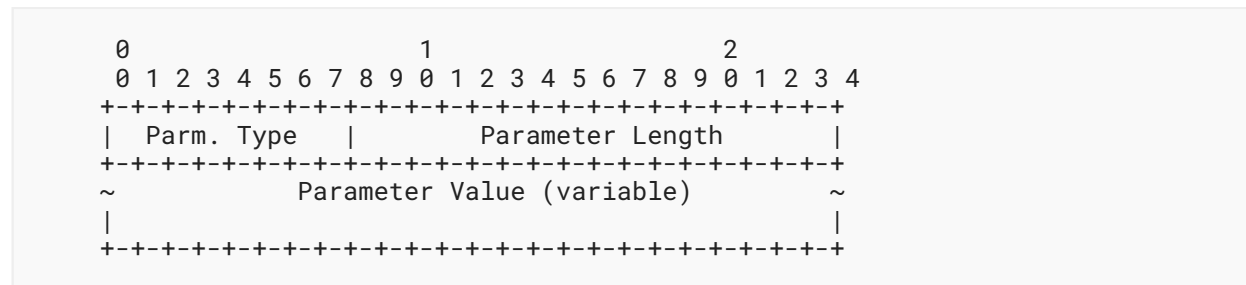 0                   1                   2
0 1 2 3 4 5 6 7 8 9 0 1 2 3 4 5 6 7 8 9 0 1 2 3 4
+-+-+-+-+-+-+-+-+-+-+-+-+-+-+-+-+-+-+-+-+-+-+-+-+
|  Parm. Type   |        Parameter Length       |
+-+-+-+-+-+-+-+-+-+-+-+-+-+-+-+-+-+-+-+-+-+-+-+-+
~            Parameter Value (variable)         ~
|                                               |
+-+-+-+-+-+-+-+-+-+-+-+-+-+-+-+-+-+-+-+-+-+-+-+-+